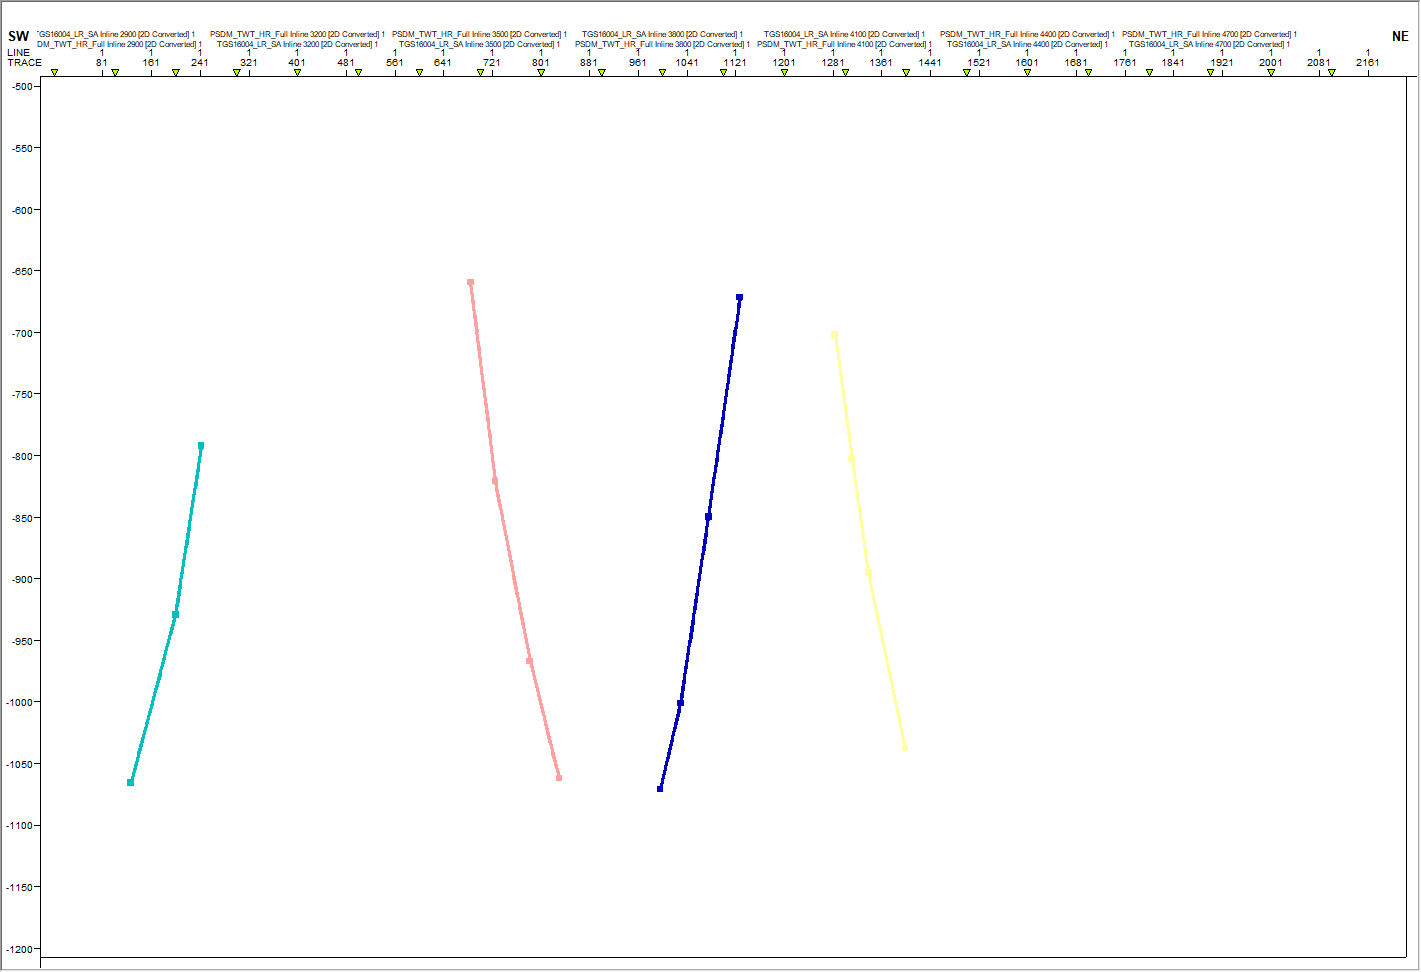 SW
'GS16004_LR_SA Inline 2900 [2D Converted] 1 PSDM_TWT_HR_Full Inline 3200 [2D Converted] 1 PSDM_TWT_HR_Full Inline 3500 [2D Converted] 1 TGS16004_LR_SA Inline 3800 [2D Converted] 1 TGS16004_LR_SA Inline 4100 [2D Converted] 1 PSDM_TWT_HR_Full Inline 4400 [2D Converted] 1 PSDM_TWT_HR_Full Inline 4700 [2D Converted] 1
NE
DM_TWT_HR_Full Inline 2900 [2D Converted] 1 TGS16004_LR_SA Inline 3200 [2D Converted] 1 TGS16004_LR_SA Inline 3500 [2D Converted] 1 PSDM_TWT_HR_Full Inline 3800 [2D Converted] 1 PSDM_TWT_HR_Full Inline 4100 [2D Converted] 1 TGS16004_LR_SA Inline 4400 [2D Converted] 1 TGS16004_LR_SA Inline 4700 [2D Converted] 1
LINE 1 1 1 1 1 1 1 1 1 1 1 1 1 1 1 1 1 1 1 1 1 1 1 1 1 1 1
TRACE 81 161 241 321 401 481 561 641 721 801 881 961 1041 1121 1201 1281 1361 1441 1521 1601 1681 1761 1841 1921 2001 2081 2161
-500
-550
-600
-650
-700
-750
-800
-850
-900
-950
-1000
-1050
-1100
-1150
-1200